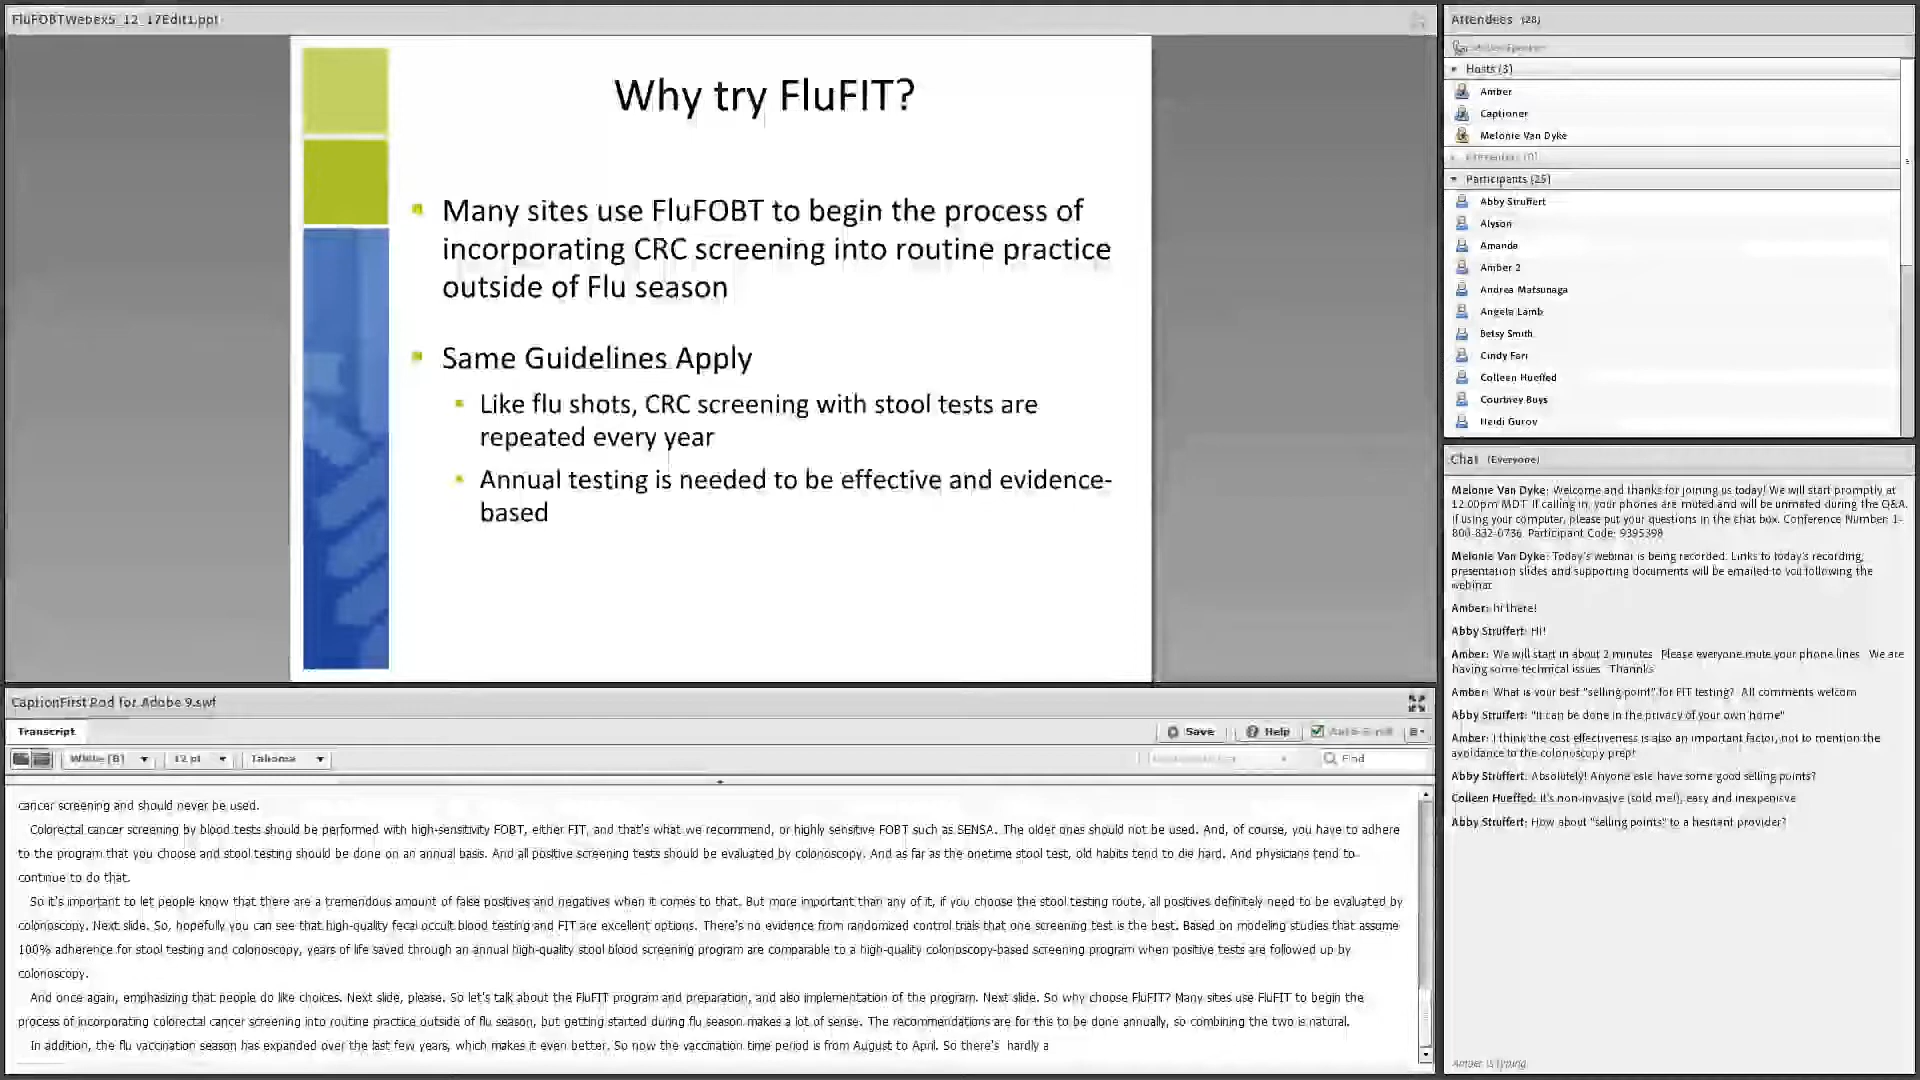 FluFOBTWebex5_12_17Edit1.ppt
Why try FluFIT?
Many sites use FluFOBT to begin the process of
incorporating CRC screening into routine practice
outside of Flu season
Same Guidelines Apply
Like flu shots, CRC screening with stool tests are
repeated every year
Annual testing is needed to be effective and evidence-
based
CaptionFirst Pod for Adobe 9.swf
Transcript
Save
Help
Auto-Scroll
White [B]
12 pt
Tahoma
Find
cancer screening and should never be used.
Colorectal cancer screening by blood tests should be performed with high-sensitivity FOBT, either FIT, and that's what we recommend, or highly sensitive FOBT such as SENSA. The older ones should not be used. And, of course, you have to adhere
to the program that you choose and stool testing should be done on an annual basis. And all positive screening tests should be evaluated by colonoscopy. And as far as the onetime stool test, old habits tend to die hard. And physicians tend to
continue to do that.
So it's important to let people know that there are a tremendous amount of false positives and negatives when it comes to that. But more important than any of it, if you choose the stool testing route, all positives definitely need to be evaluated by
colonoscopy. Next slide. So, hopefully you can see that high-quality fecal occult blood testing and FIT are excellent options. There's no evidence from randomized control trials that one screening test is the best. Based on modeling studies that assume
100% adherence for stool testing and colonoscopy, years of life saved through an annual high-quality stool blood screening program are comparable to a high-quality colonoscopy-based screening program when positive tests are followed up by
colonoscopy.
And once again, emphasizing that people do like choices. Next slide, please. So let's talk about the FluFIT program and preparation, and also implementation of the program. Next slide. So why choose FluFIT? Many sites use FluFIT to begin the
process of incorporating colorectal cancer screening into routine practice outside of flu season, but getting started during flu season makes a lot of sense. The recommendations are for this to be done annually, so combining the two is natural.
In addition, the flu vaccination season has expanded over the last few years, which makes it even better. So now the vaccination time period is from August to April. So there's hardly a
Attendees (28)
Active Speaker
Hosts (3)
Amber
Captioner
Melonie Van Dyke
Presenters (0)
Participants (25)
Abby Struffert
Alyson
Amanda
Amber 2
Andrea Matsunaga
Angela Lamb
Betsy Smith
Cindy Fari
Colleen Hueffed
Courtney Buys
Heidi Gurov
Chat (Everyone)
Melonie Van Dyke: Welcome and thanks for joining us today! We will start promptly at
12:00pm MDT. If calling in, your phones are muted and will be unmated during the Q&A.
If using your computer, please put your questions in the chat box. Conference Number: 1-
800-832-0736 Participant Code: 9395398
Melonie Van Dyke: Today's webinar is being recorded. Links to today's recording,
presentation slides and supporting documents will be emailed to you following the
webinar
Amber: hi there!
Abby Struffert: Hi!
Amber: We will start in about 2 minutes Please everyone mute your phone lines We are
having some technical issues Thannks
Amber: What is your best "selling point" for FIT testing? All comments welcom
Abby Struffert: "It can be done in the privacy of your own home"
Amber: I think the cost effectiveness is also an important factor, not to mention the
avoidance to the colonoscopy prep!
Abby Struffert: Absolutely! Anyone esle have some good selling points?
Colleen Hueffed: It's non-invasive (sold me!), easy and inexpenisve
Abby Struffert: How about "selling points" to a hesitant provider?
Amber is typing